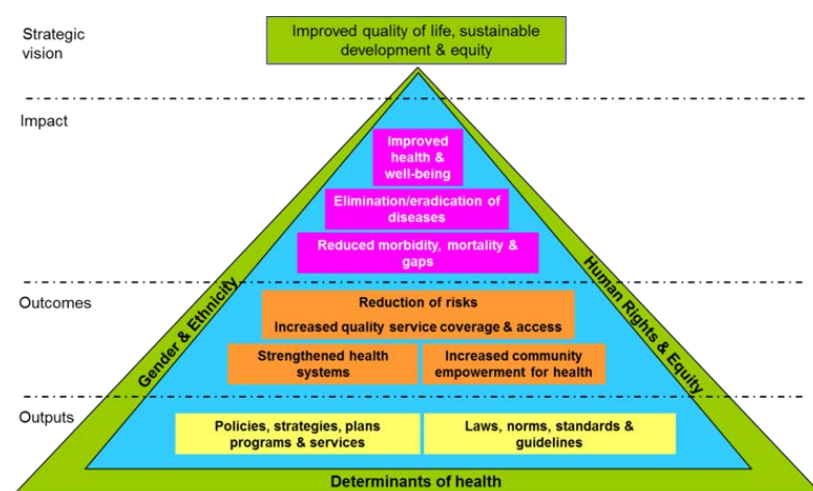 Strategic
vision
Improved quality of life, sustainable
development & equity
Impact
Improved
health &
well-being
Elimination/eradication of
diseases
Reduced morbidity, mortality &
gaps
Outcomes
Reduction of risks
Increased quality service coverage & access
Strengthened health
systems
Increased community
empowerment for health
Gender & Ethnicity
Human Rights & Equity
Outputs
Policies, strategies, plans
programs & services
Laws, norms, standards &
guidelines
Determinants of health